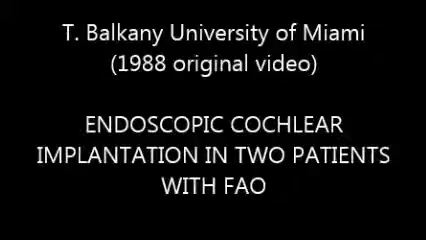 T. Balkany University of Miami
(1988 original video)
ENDOSCOPIC COCHLEAR
IMPLANTATION IN TWO PATIENTS
WITH FAO